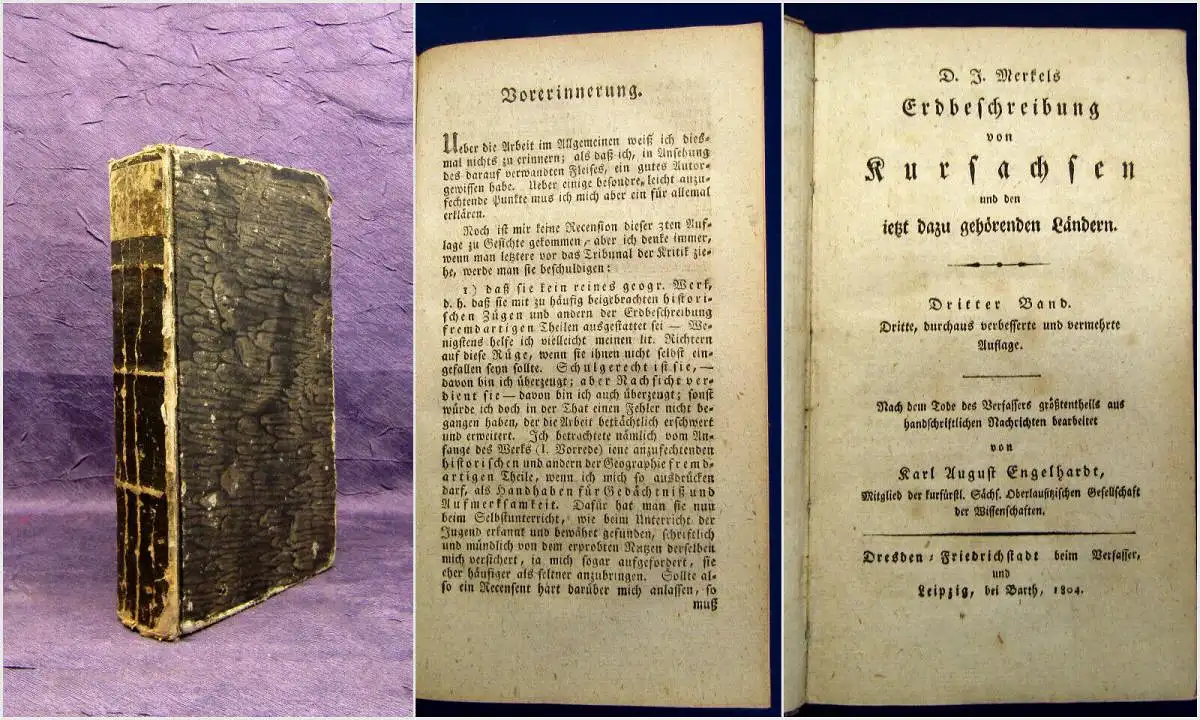 Vorerinnerung.
Ueber die Arbeit im Allgemeinen weiß ich dies-
mal nichts zu erinnern; als daß ich, in Ansehung
des darauf verwandten Fleises, ein gutes Autor-
gewissen habe. Ueber einige besondre, leicht anzu-
fechtende Punkte mus ich mich aber ein für allemal
erklären.
Noch ist mir keine Recension dieser 3ten Auf-
lage zu Gesichte gekommen, aber ich denke immer,
wenn man letztere vor das Tribunal der Kritik zie-
he, werde man sie beschuldigen:
1) daß sie kein reines geogr. Werk,
d. h. daß sie mit zu häufig beigebrachten histori-
schen Zügen und andern der Erdbeschreibung
fremdartigen Theilen ausgestattet sei — We-
nigstens helfe ich vielleicht meinen lit. Richtern
auf diese Rüge, wenn sie ihnen nicht selbst ein-
gefallen seyn sollte. Schulgerecht ist sie, —
davon bin ich überzeugt; aber Nachsicht ver-
dient sie — davon bin ich auch überzeugt; sonst
würde ich doch in der That einen Fehler nicht be-
gangen haben, der die Arbeit beträchtlich erschwert
und erweitert. Ich betrachtete nämlich vom An-
fange des Werks (I. Vorrede) iene anzufechtenden
historischen und andern der Geographie fremd-
artigen Theile, wenn ich mich so ausdrücken
darf, als Handhaben für Gedächtniß und
Aufmerksamkeit. Dafür hat man sie nun
beim Selbstunterricht, wie beim Unterricht der
Jugend erkannt und bewährt gefunden, schriftlich
und mündlich von dem erprobten Nutzen derselben
mich versichert, ja mich sogar aufgefordert, sie
eher häufiger als seltner anzubringen. Sollte al-
so ein Recensent hart darüber mich anlassen, so
muß
D. J. Merkels
Erdbeschreibung
von
Kursachsen
und den
ietzt dazu gehörenden Ländern.
Dritter Band.
Dritte, durchaus verbesserte und vermehrte
Auflage.
Nach dem Tode des Verfassers größtentheils aus
handschriftlichen Nachrichten bearbeitet
von
Karl August Engelhardt,
Mitglied der kurfürstl. Sächs. Oberlausitzischen Gesellschaft
der Wissenschaften.
Dresden-Friedrichstadt beim Verfasser,
und
Leipzig, bei Barth, 1804.